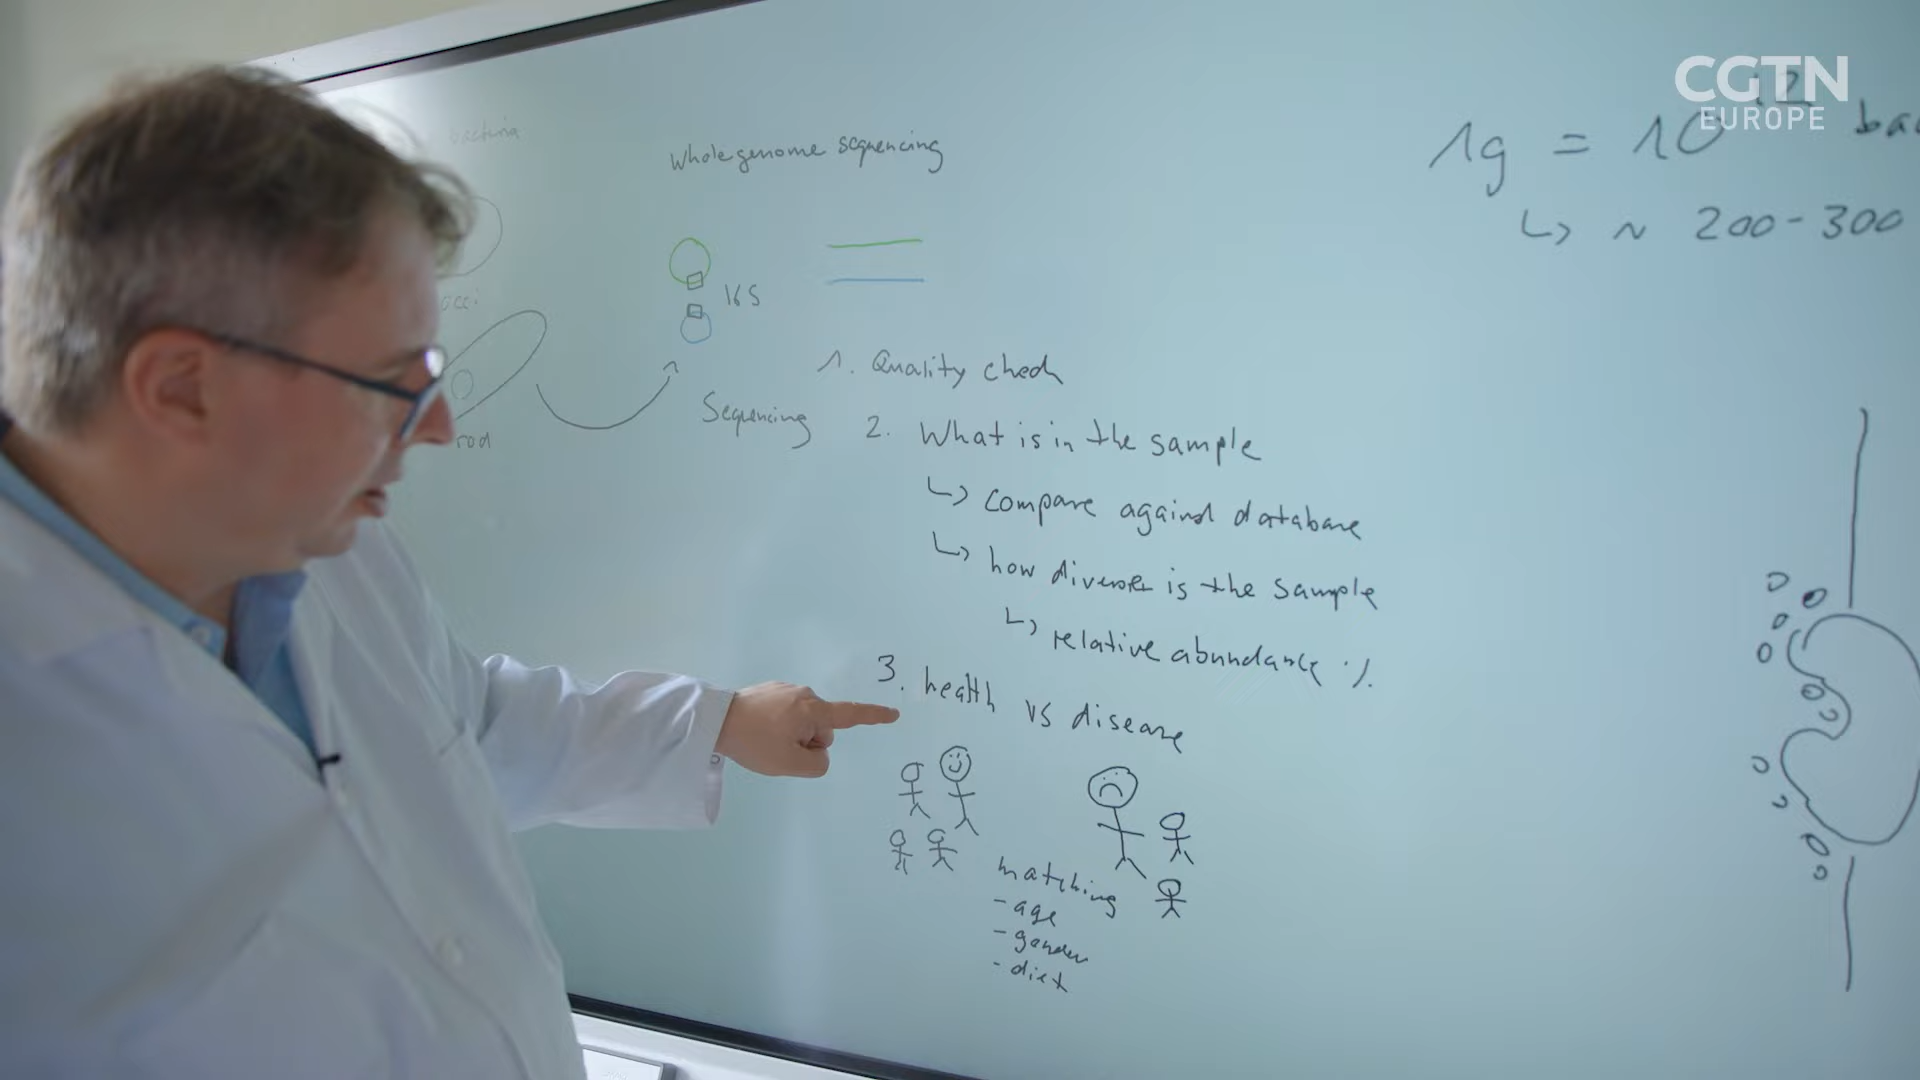 CGTN
EUROPE
bacteria
Whole genome sequencing
1g = 10^12
↳ ~ 200-300
16S
rod
Sequencing
1. Quality check
2. What is in the sample
↳ compare against database
↳ how diverse is the sample
↳ relative abundance %
3. health vs disease
matching
- age
- gender
- diet